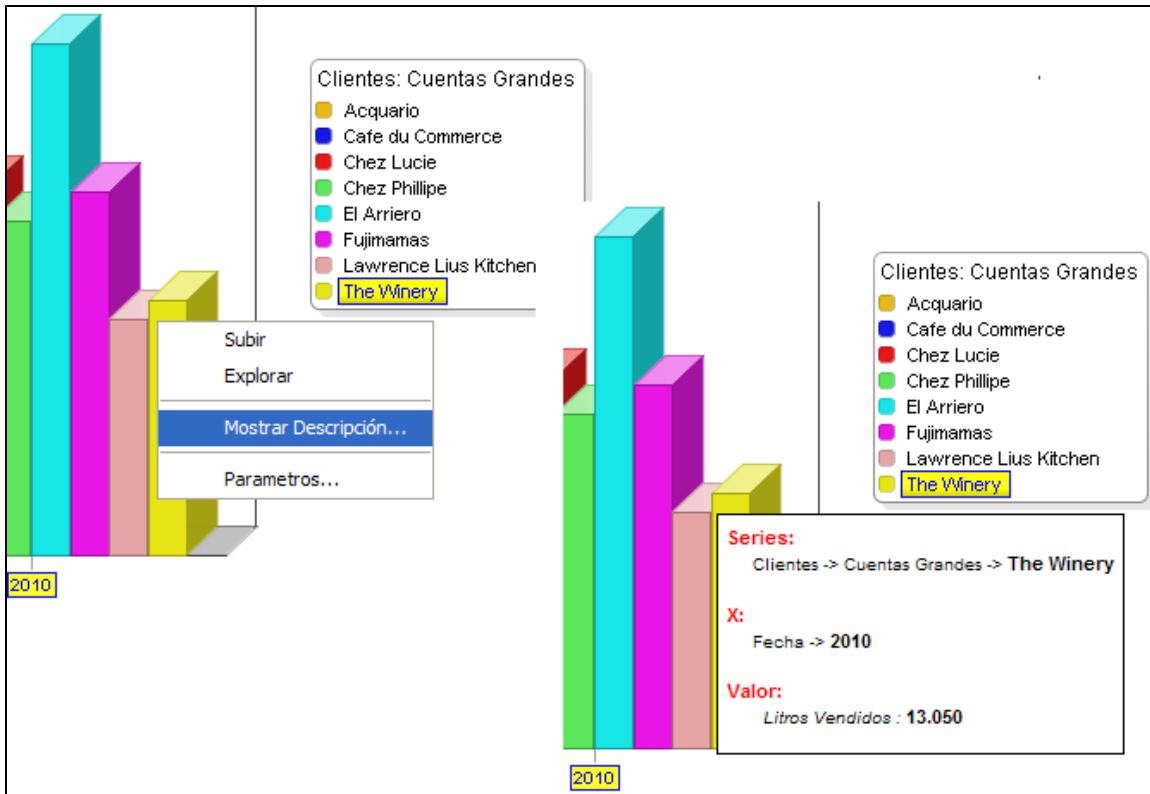 Clientes: Cuentas Grandes
Acquario
Cafe du Commerce
Chez Lucie
Chez Phillipe
El Arriero
Fujimamas
Lawrence Lius Kitchen
The Winery
Subir
Explorar
Mostrar Descripción...
Parametros...
2010
Clientes: Cuentas Grandes
Acquario
Cafe du Commerce
Chez Lucie
Chez Phillipe
El Arriero
Fujimamas
Lawrence Lius Kitchen
The Winery
Series:
Clientes -> Cuentas Grandes -> The Winery
X:
Fecha -> 2010
Valor:
Litros Vendidos : 13.050
2010